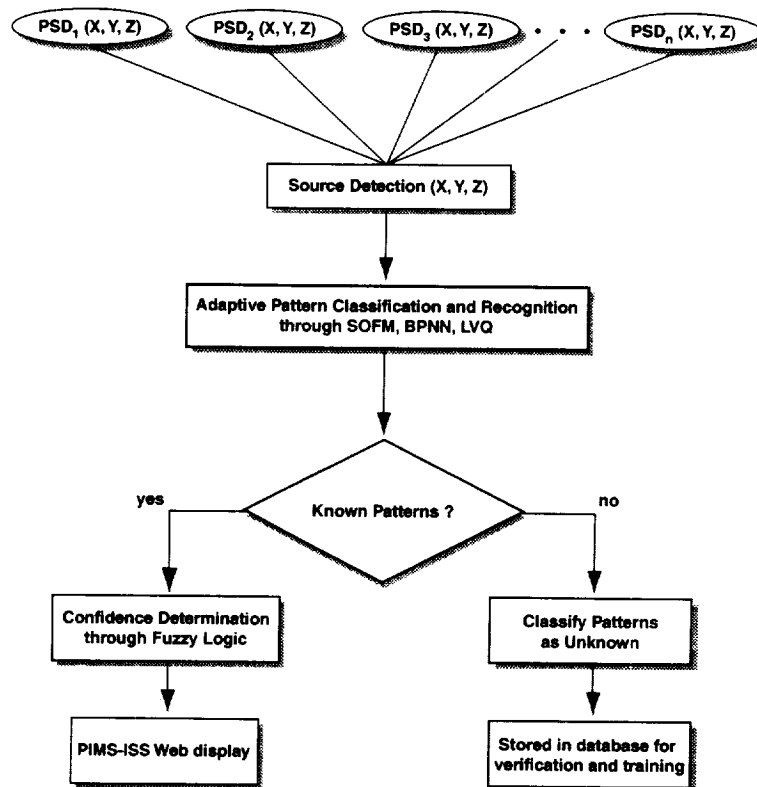 PSD₁ (X, Y, Z) PSD₂ (X, Y, Z) PSD₃ (X, Y, Z) • • • PSDₙ (X, Y, Z)
Source Detection (X, Y, Z)
Adaptive Pattern Classification and Recognition
through SOFM, BPNN, LVQ
yes
Known Patterns ?
no
Confidence Determination
through Fuzzy Logic
Classify Patterns
as Unknown
PIMS-ISS Web display
Stored in database for
verification and training